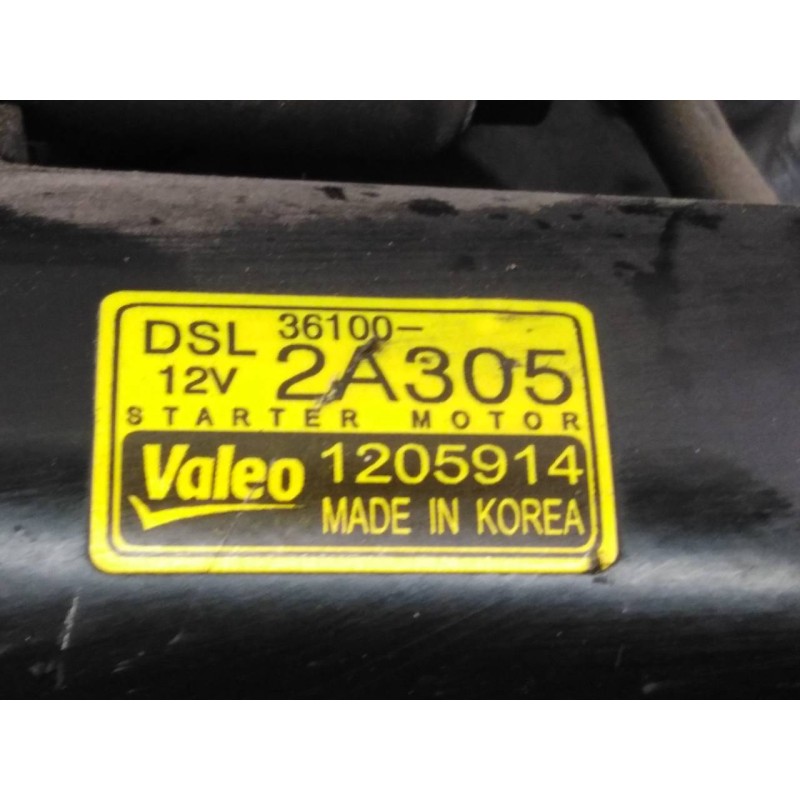 DSL 36100-
12V 2A305
STARTER MOTOR
Valeo 1205914
MADE IN KOREA